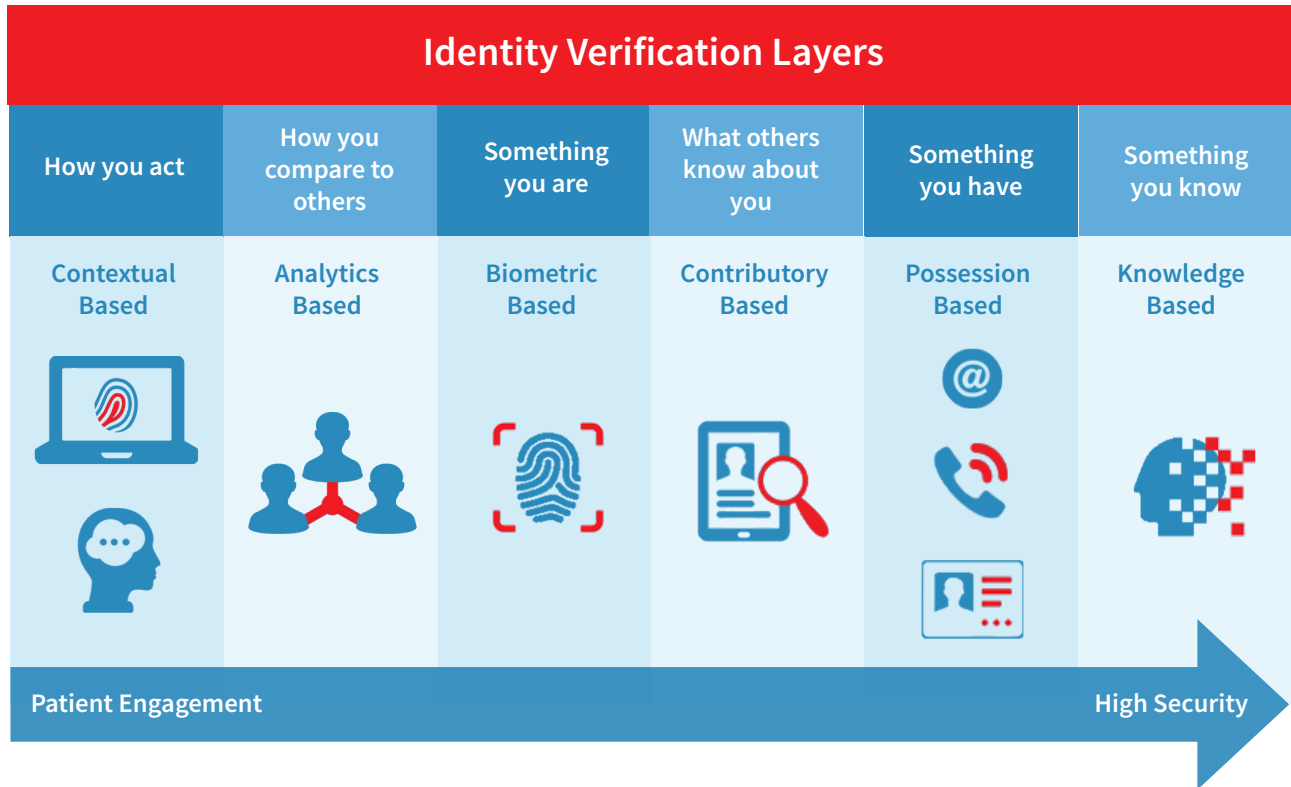 Identity Verification Layers
How you act
How you
compare to
others
Something
you are
What others
know about
you
Something
you have
Something
you know
Contextual
Based
Analytics
Based
Biometric
Based
Contributory
Based
Possession
Based
Knowledge
Based
@
Patient Engagement
High Security